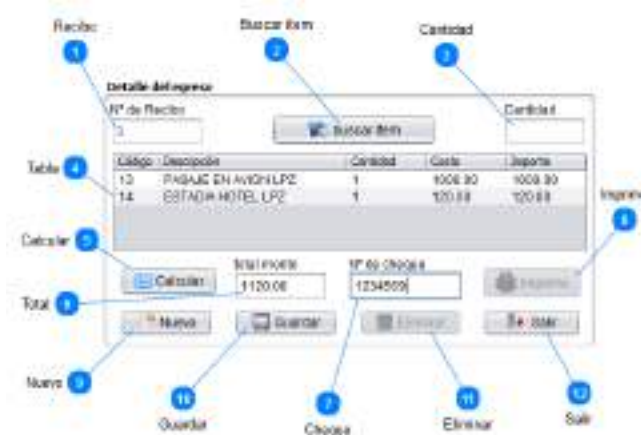 Recibo Buscar ítem Cantidad
1 2 3
Detalle del egreso
Nº de Recibo Cantidad
3 Buscar ítem
Código Descripción Cantidad Costo Importe
Tabla 4 13 PASAJE EN AVION LPZ 1 1000.00 1000.00
14 ESTADIA HOTEL LPZ 1 120.00 120.00
Imprimir
8
Calcular 5
Total monto Nº de cheque
Calcular 1120.00 Imprimir
Total 6
Nuevo Guardar Eliminar Salir
Nuevo 9 10 7 11 12
Guardar Cheque Eliminar Salir